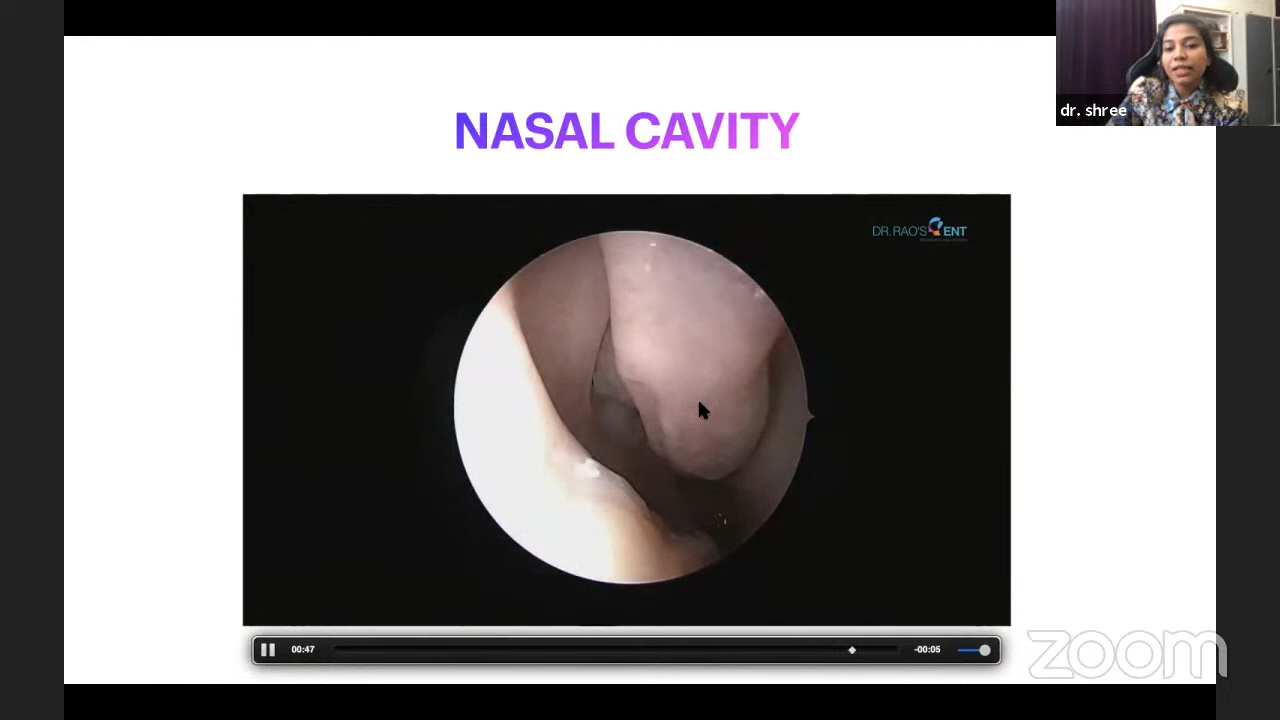 dr. shree
NASAL CAVITY
DR. RAO'S ENT
00:47
-00:05
zoom